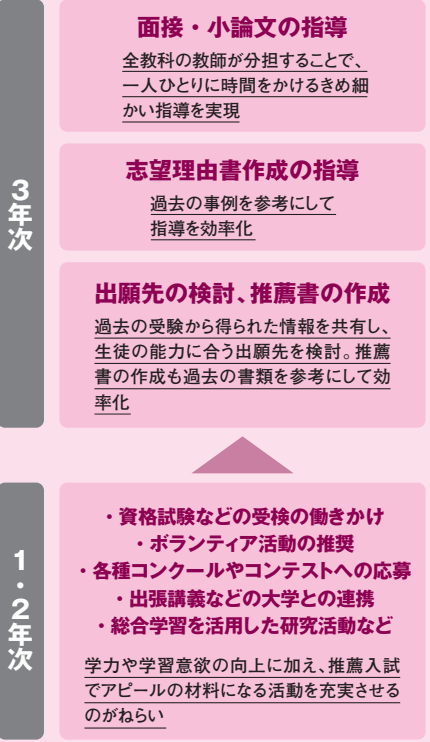 3年次
面接・小論文の指導
全教科の教師が分担することで、
一人ひとりに時間をかけるきめ細
かい指導を実現
志望理由書作成の指導
過去の事例を参考にして
指導を効率化
出願先の検討、推薦書の作成
過去の受験から得られた情報を共有し、
生徒の能力に合う出願先を検討。推薦
書の作成も過去の書類を参考にして効
率化
1・2年次
・資格試験などの受検の働きかけ
・ボランティア活動の推奨
・各種コンクールやコンテストへの応募
・出張講義などの大学との連携
・総合学習を活用した研究活動など
学力や学習意欲の向上に加え、推薦入試
でアピールの材料になる活動を充実させる
のがねらい